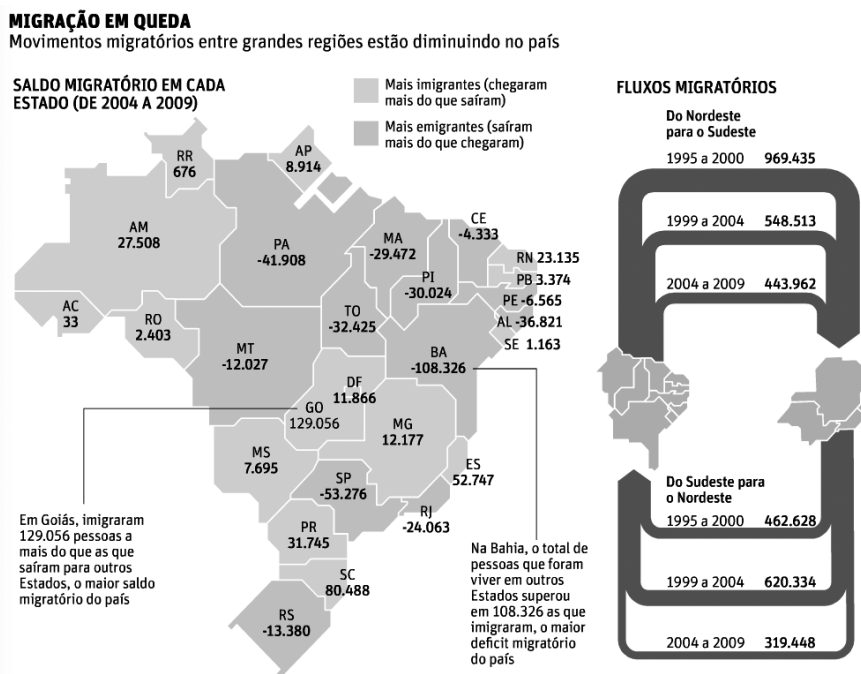 MIGRAÇÃO EM QUEDA
Movimentos migratórios entre grandes regiões estão diminuindo no país
SALDO MIGRATÓRIO EM CADA
ESTADO (DE 2004 A 2009)
Mais imigrantes (chegaram
mais do que saíram)
Mais emigrantes (saíram
mais do que chegaram)
RR
676
AP
8.914
AM
27.508
PA
-41.908
MA
-29.472
CE
-4.333
RN 23.135
PB 3.374
PI
-30.024
PE -6.565
AL -36.821
SE 1.163
AC
33
RO
2.403
TO
-32.425
MT
-12.027
BA
-108.326
DF
11.866
GO
129.056
MG
12.177
MS
7.695
ES
52.747
SP
-53.276
RJ
-24.063
PR
31.745
SC
80.488
RS
-13.380
Em Goiás, imigraram
129.056 pessoas a
mais do que as que
saíram para outros
Estados, o maior saldo
migratório do país
Na Bahia, o total de
pessoas que foram
viver em outros
Estados superou
em 108.326 as que
imigraram, o maior
deficit migratório
do país
FLUXOS MIGRATÓRIOS
Do Nordeste
para o Sudeste
1995 a 2000 969.435
1999 a 2004 548.513
2004 a 2009 443.962
Do Sudeste para
o Nordeste
1995 a 2000 462.628
1999 a 2004 620.334
2004 a 2009 319.448